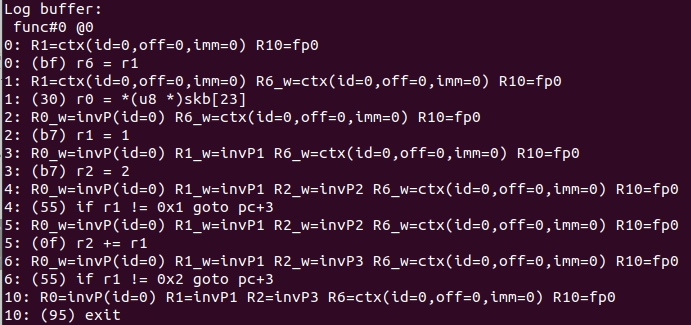 Log buffer:
func#0 @0
0: R1=ctx(id=0,off=0,imm=0) R10=fp0
0: (bf) r6 = r1
1: R1=ctx(id=0,off=0,imm=0) R6_w=ctx(id=0,off=0,imm=0) R10=fp0
1: (30) r0 = *(u8 *)skb[23]
2: R0_w=invP(id=0) R6_w=ctx(id=0,off=0,imm=0) R10=fp0
2: (b7) r1 = 1
3: R0_w=invP(id=0) R1_w=invP1 R6_w=ctx(id=0,off=0,imm=0) R10=fp0
3: (b7) r2 = 2
4: R0_w=invP(id=0) R1_w=invP1 R2_w=invP2 R6_w=ctx(id=0,off=0,imm=0) R10=fp0
4: (55) if r1 != 0x1 goto pc+3
5: R0_w=invP(id=0) R1_w=invP1 R2_w=invP2 R6_w=ctx(id=0,off=0,imm=0) R10=fp0
5: (0f) r2 += r1
6: R0_w=invP(id=0) R1_w=invP1 R2_w=invP3 R6_w=ctx(id=0,off=0,imm=0) R10=fp0
6: (55) if r1 != 0x2 goto pc+3
10: R0=invP(id=0) R1=invP1 R2=invP3 R6=ctx(id=0,off=0,imm=0) R10=fp0
10: (95) exit